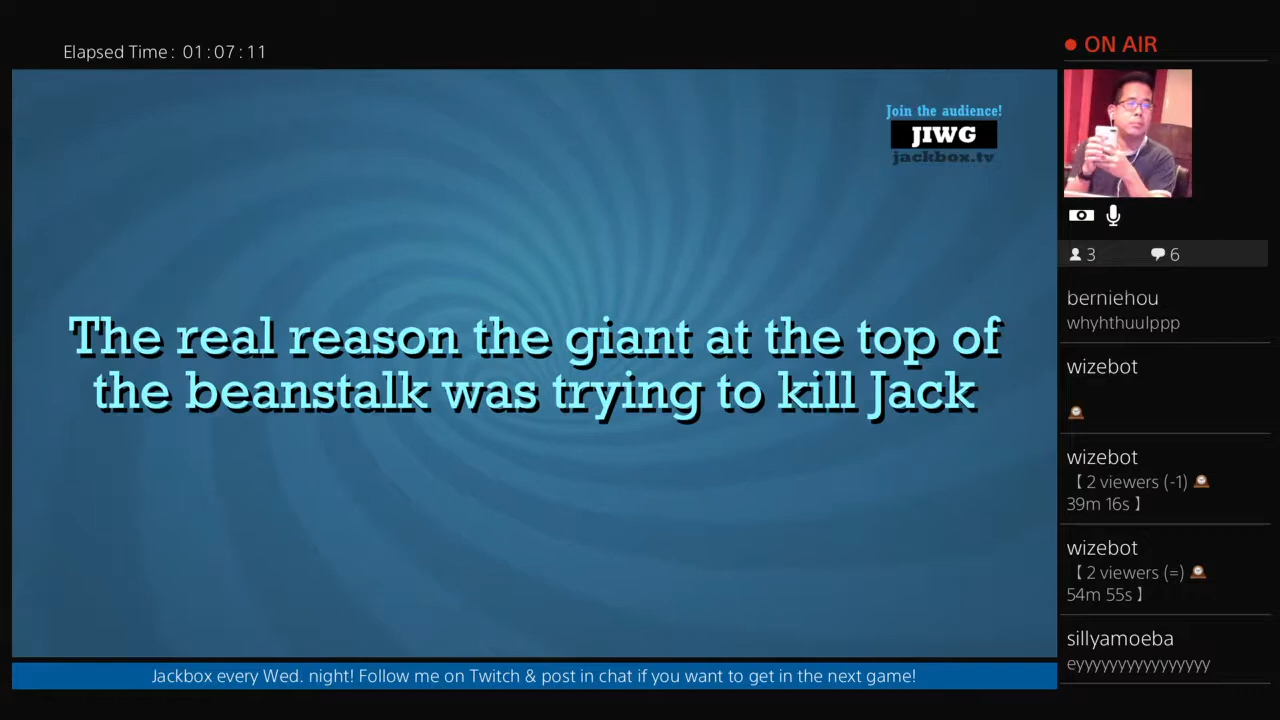 Elapsed Time: 01:07:11
ON AIR
Join the audience!
JIWG
jackbox.tv
The real reason the giant at the top of
the beanstalk was trying to kill Jack
3 6
berniehou
whyhthuulppp
wizebot
wizebot
【 2 viewers (-1)
39m 16s 】
wizebot
【 2 viewers (=)
54m 55s 】
sillyamoeba
eyyyyyyyyyyyyyyyy
Jackbox every Wed. night! Follow me on Twitch & post in chat if you want to get in the next game!